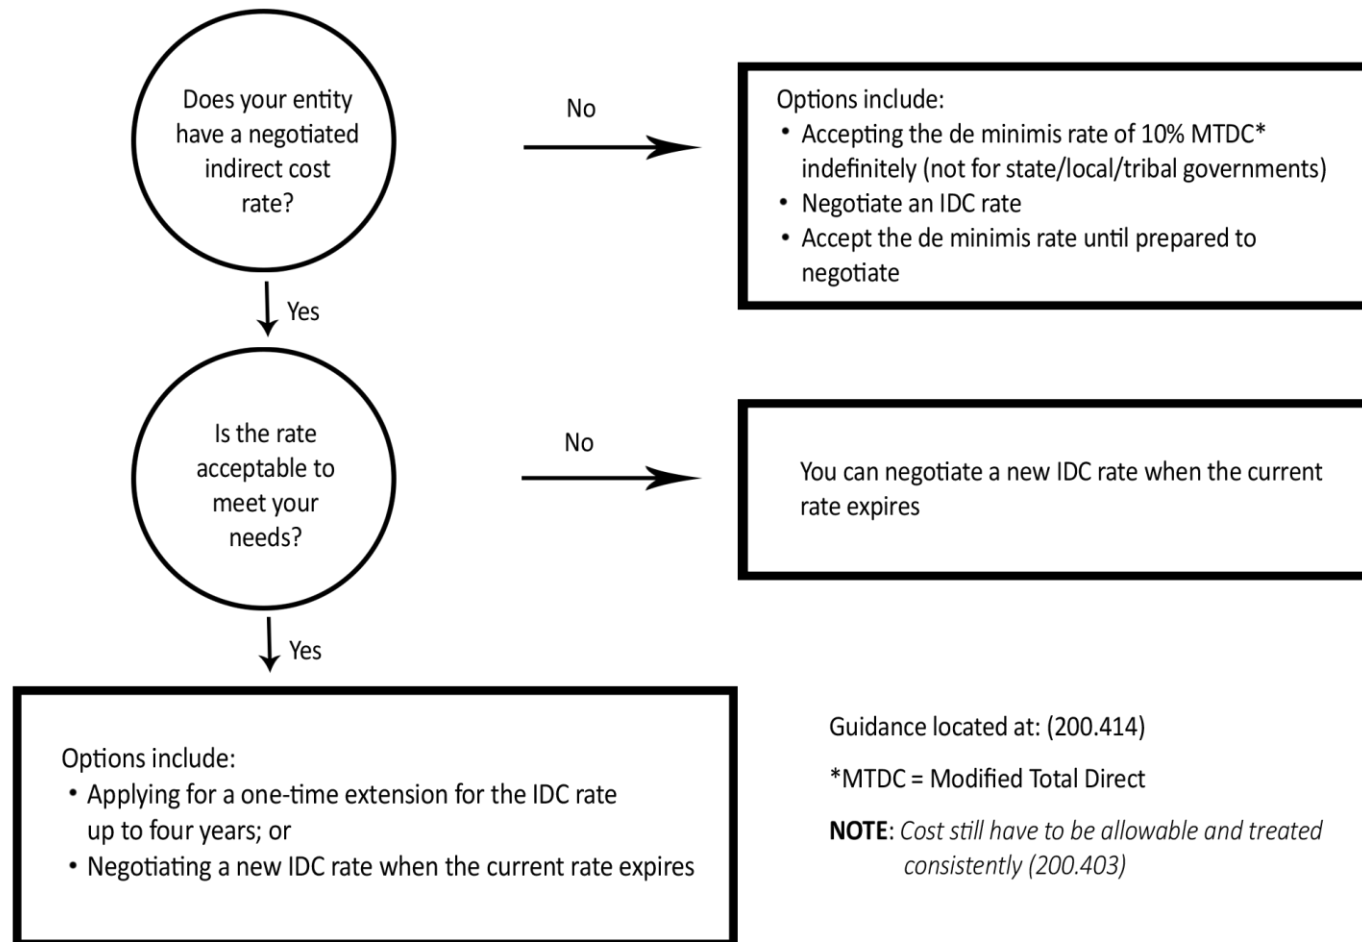 Does your entity
have a negotiated
indirect cost
rate?
No
Options include:
• Accepting the de minimis rate of 10% MTDC*
indefinitely (not for state/local/tribal governments)
• Negotiate an IDC rate
• Accept the de minimis rate until prepared to
negotiate
Yes
Is the rate
acceptable to
meet your
needs?
No
You can negotiate a new IDC rate when the current
rate expires
Yes
Options include:
• Applying for a one-time extension for the IDC rate
up to four years; or
• Negotiating a new IDC rate when the current rate expires
Guidance located at: (200.414)
*MTDC = Modified Total Direct
NOTE: Cost still have to be allowable and treated
consistently (200.403)